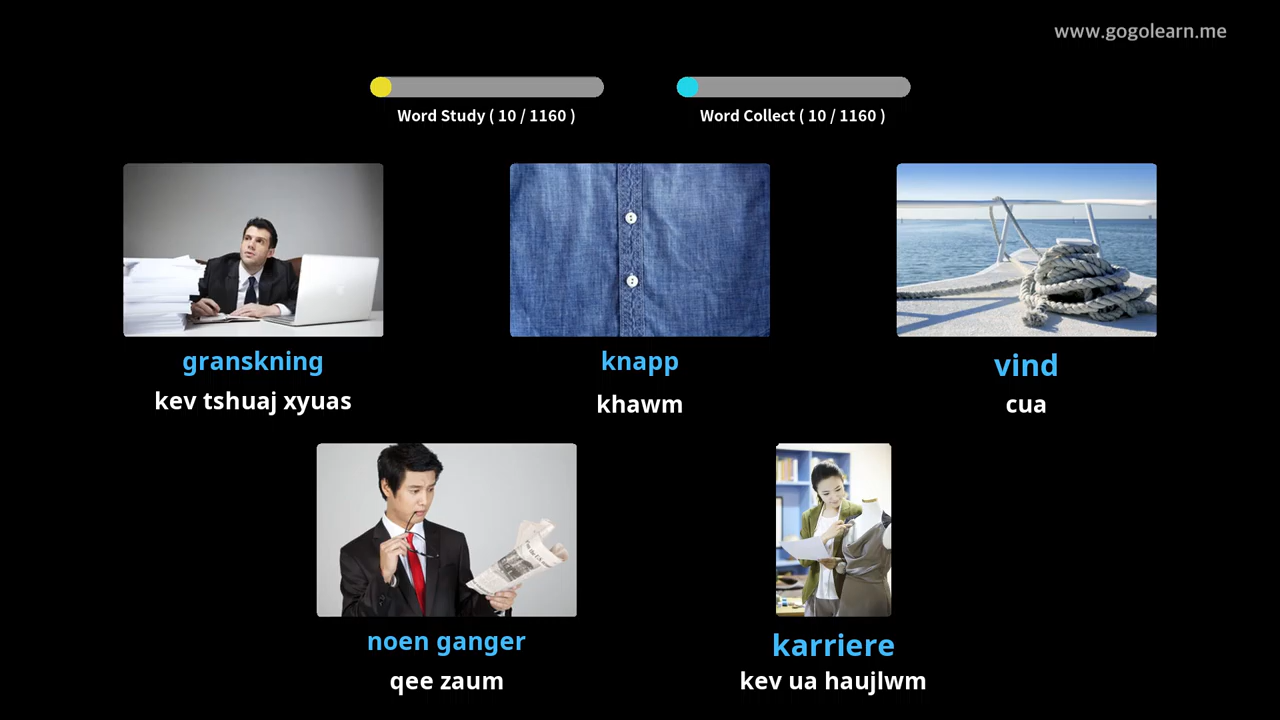 www.gogolearn.me
Word Study ( 10 / 1160 )
Word Collect ( 10 / 1160 )
granskning
knapp
vind
kev tshuaj xyuas
khawm
cua
noen ganger
karriere
qee zaum
kev ua haujlwm